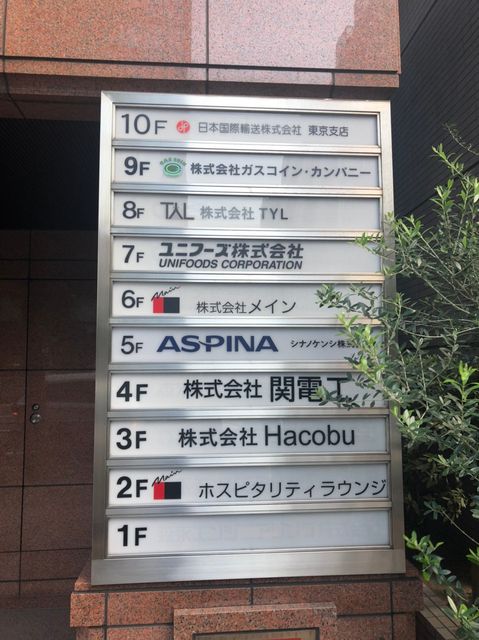 10F 日本国際輸送株式会社 東京支店
9F 株式会社ガスコイン・カンパニー
8F TYL 株式会社 TYL
7F ユニフーズ株式会社
UNIFOODS CORPORATION
6F Main 株式会社メイン
5F ASPINA シナノケンシ株
4F 株式会社 関電工
3F 株式会社 Hacobu
2F Main ホスピタリティラウンジ
1F